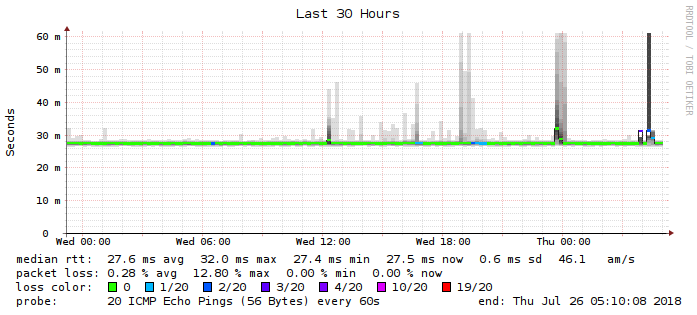 Last 30 Hours
RRDTOOL / TOBI OETIKER
Seconds
60 m
50 m
40 m
30 m
20 m
10 m
0
Wed 00:00 Wed 06:00 Wed 12:00 Wed 18:00 Thu 00:00
median rtt: 27.6 ms avg 32.0 ms max 27.4 ms min 27.5 ms now 0.6 ms sd 46.1 am/s
packet loss: 0.28 % avg 12.80 % max 0.00 % min 0.00 % now
loss color: 0 1/20 2/20 3/20 4/20 10/20 19/20
probe: 20 ICMP Echo Pings (56 Bytes) every 60s end: Thu Jul 26 05:10:08 2018